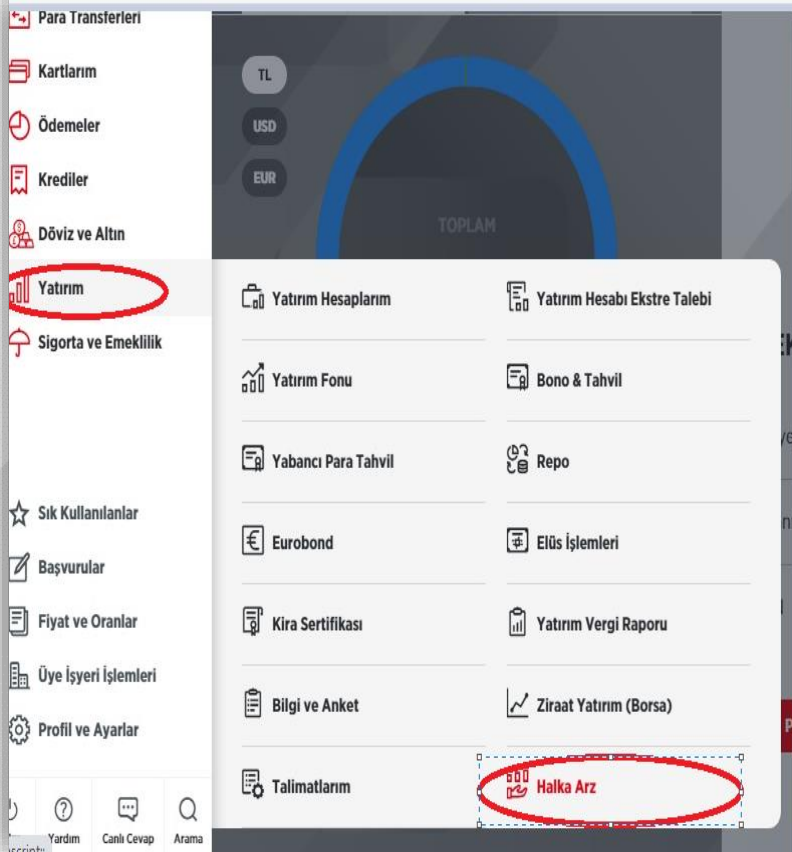 Para Transferleri
Kartlarım
Ödemeler
Krediler
Döviz ve Altın
Yatırım
Sigorta ve Emeklilik
Sık Kullanılanlar
Başvurular
Fiyat ve Oranlar
Üye İşyeri İşlemleri
Profil ve Ayarlar
Yardım
Canlı Cevap
Arama
TL
USD
EUR
TOPLAM
Yatırım Hesaplarım
Yatırım Hesabı Ekstre Talebi
Yatırım Fonu
Bono & Tahvil
Yabancı Para Tahvil
Repo
Eurobond
Elüs İşlemleri
Kira Sertifikası
Yatırım Vergi Raporu
Bilgi ve Anket
Ziraat Yatırım (Borsa)
Talimatlarım
Halka Arz